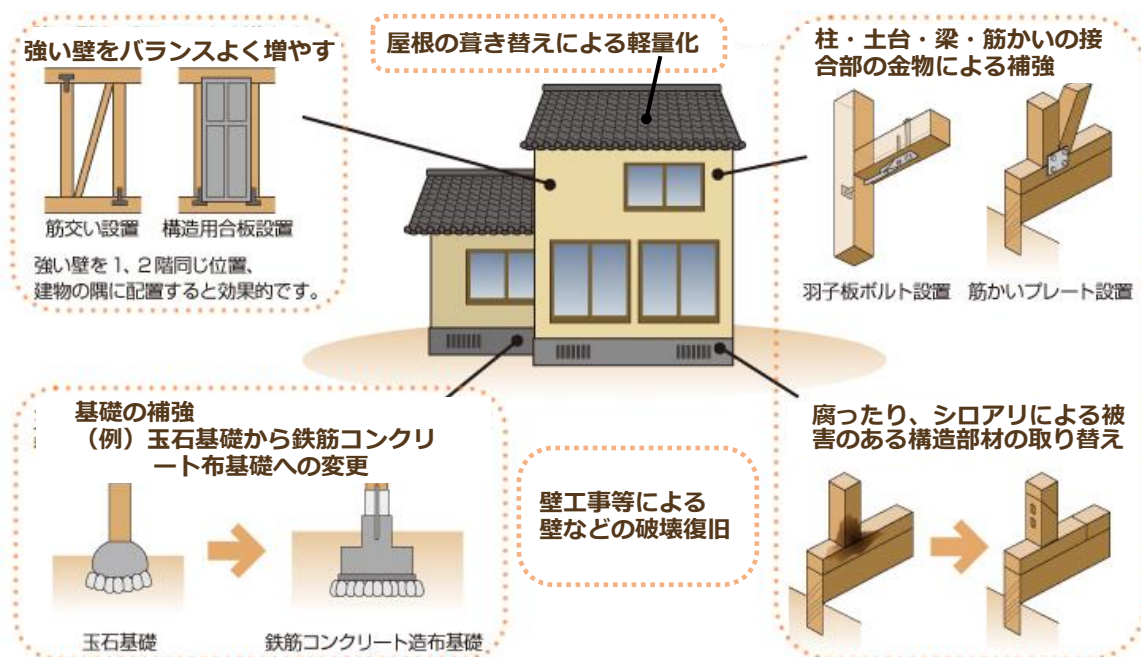 強い壁をバランスよく増やす
筋交い設置
構造用合板設置
強い壁を1、2階同じ位置、
建物の隅に配置すると効果的です。
屋根の葺き替えによる軽量化
柱・土台・梁・筋かいの接
合部の金物による補強
羽子板ボルト設置
筋かいプレート設置
基礎の補強
（例）玉石基礎から鉄筋コンクリ
ート布基礎への変更
玉石基礎
鉄筋コンクリート造布基礎
壁工事等による
壁などの破壊復旧
腐ったり、シロアリによる被
害のある構造部材の取り替え